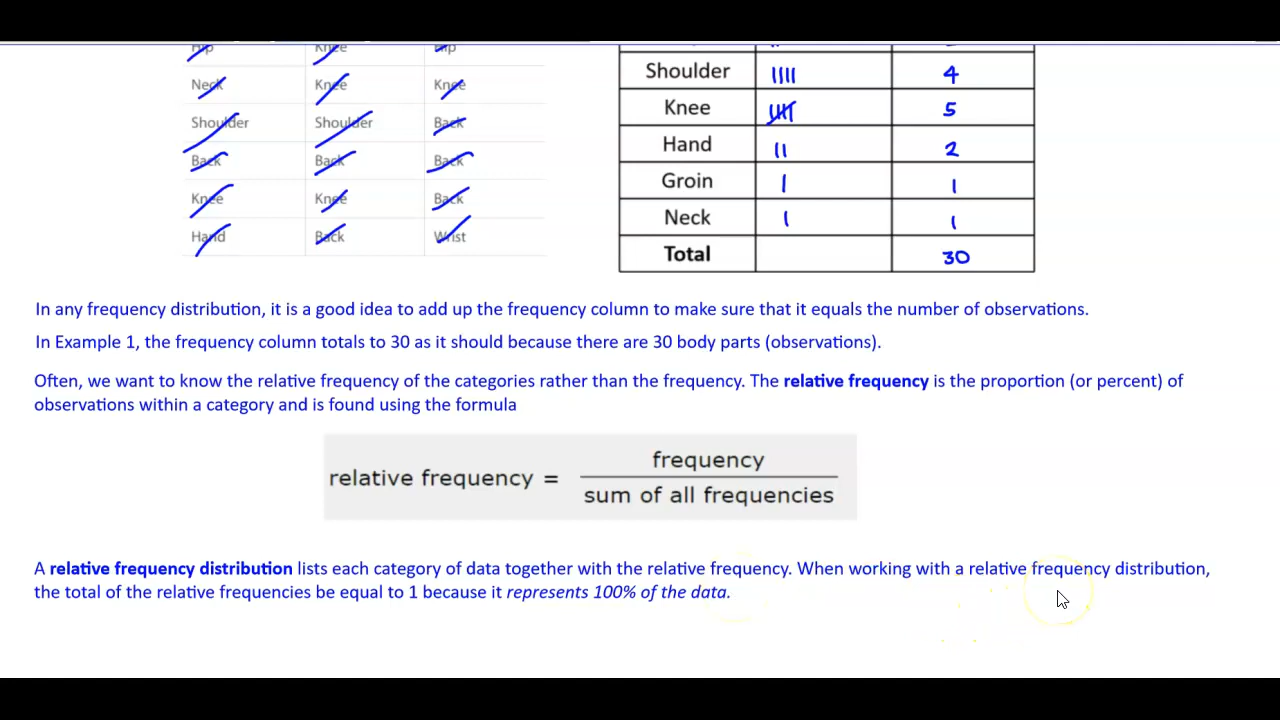 Hip Knee Hip
Neck Knee Knee
Shoulder Shoulder Back
Back Back Back
Knee Knee Back
Hand Back Wrist
Shoulder |||| 4
Knee 5
Hand || 2
Groin | 1
Neck | 1
Total 30
In any frequency distribution, it is a good idea to add up the frequency column to make sure that it equals the number of observations.
In Example 1, the frequency column totals to 30 as it should because there are 30 body parts (observations).
Often, we want to know the relative frequency of the categories rather than the frequency. The relative frequency is the proportion (or percent) of
observations within a category and is found using the formula
frequency
relative frequency =
sum of all frequencies
A relative frequency distribution lists each category of data together with the relative frequency. When working with a relative frequency distribution,
the total of the relative frequencies be equal to 1 because it represents 100% of the data.